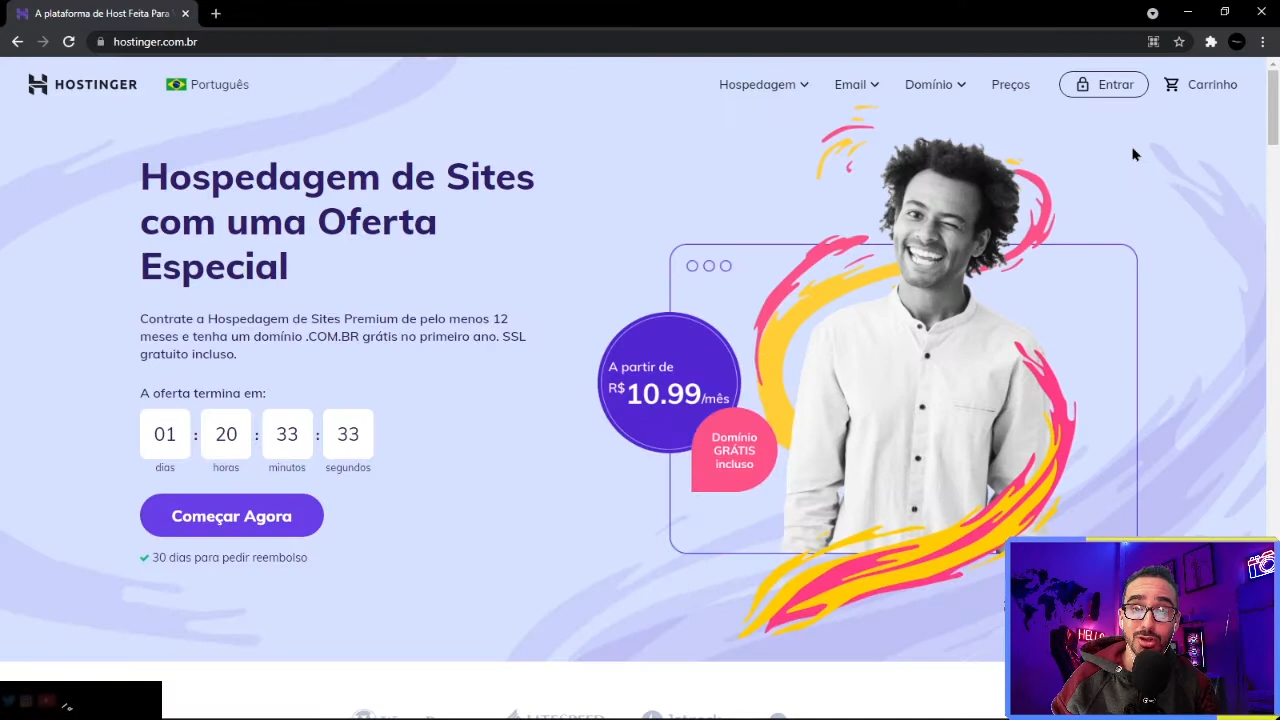 A plataforma de Host Feita Para
hostinger.com.br
HOSTINGER
Português
Hospedagem
Email
Domínio
Preços
Entrar
Carrinho
Hospedagem de Sites
com uma Oferta
Especial
Contrate a Hospedagem de Sites Premium de pelo menos 12
meses e tenha um domínio .COM.BR grátis no primeiro ano. SSL
gratuito incluso.
A oferta termina em:
01 : 20 : 33 : 33
dias horas minutos segundos
Começar Agora
30 dias para pedir reembolso
A partir de
R$ 10.99/mês
Domínio
GRÁTIS
incluso
HELLO
LITESPEED